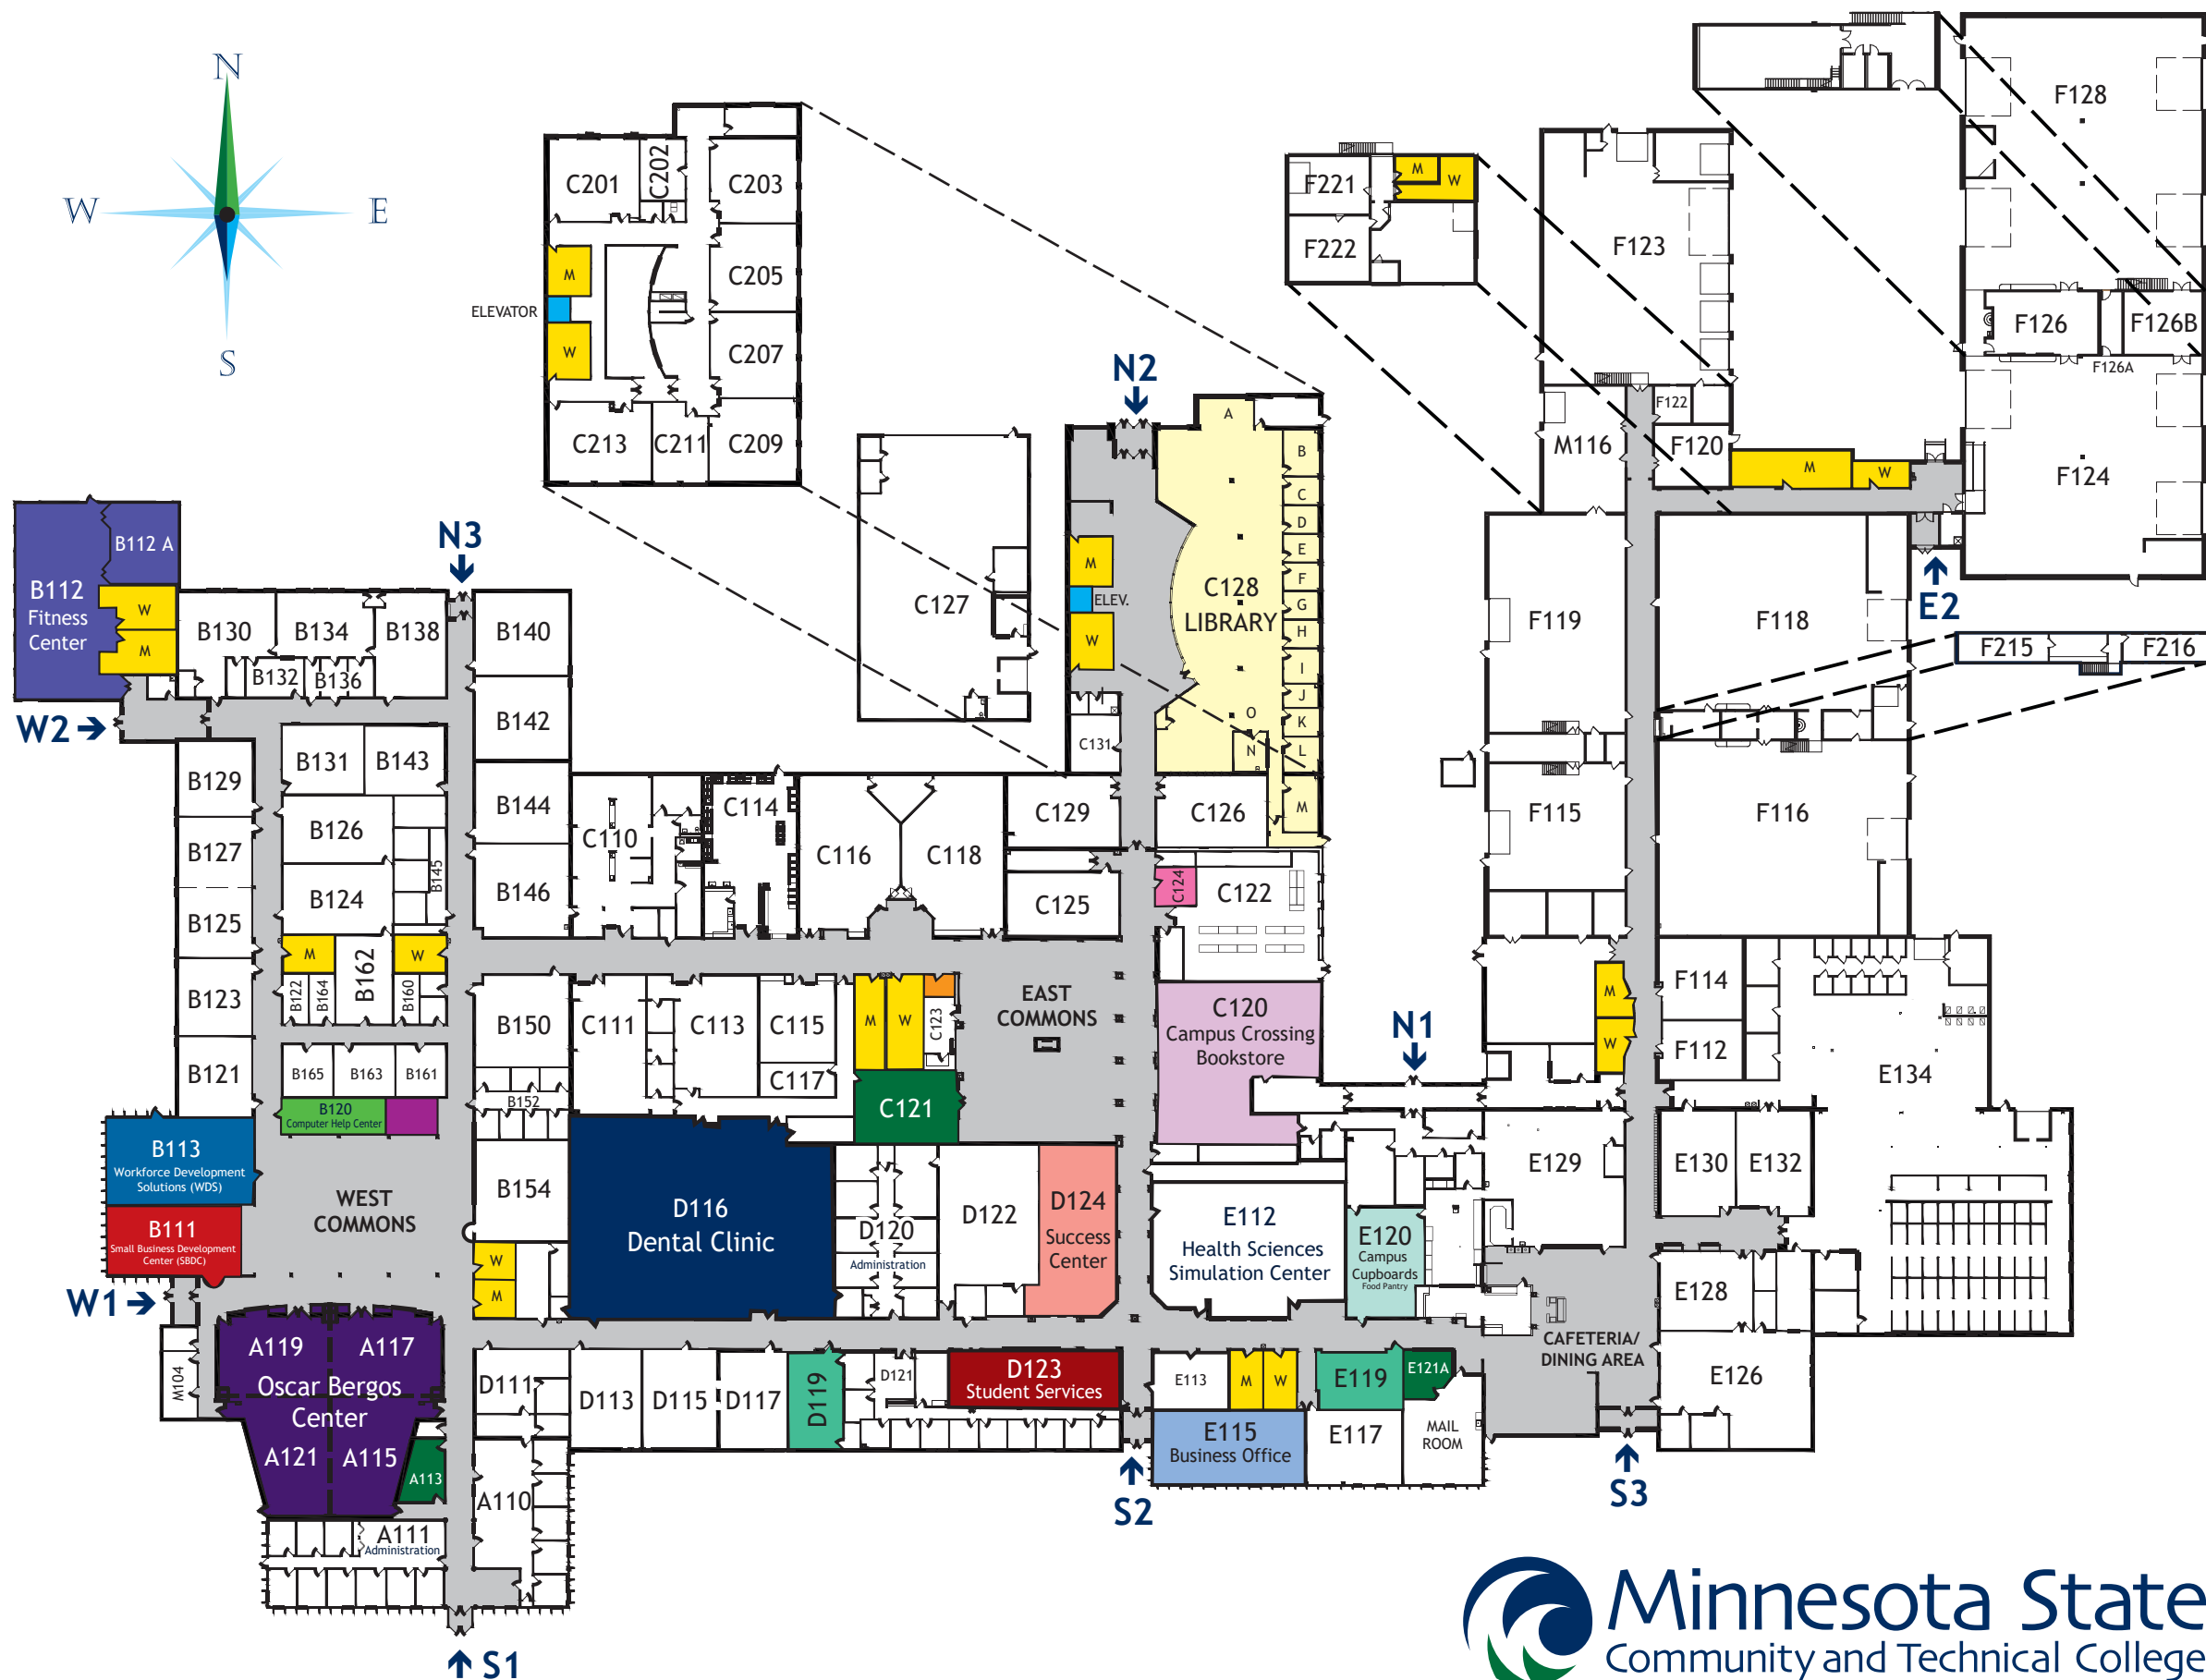 N
W
E
S
C201
C202
C203
C205
C207
C209
C211
C213
M
ELEVATOR
W
F221
F222
M
W
F123
F128
F126
F126B
F126A
F124
F122
F120
M116
M
W
E2
N2
A
B
C
D
E
F
G
H
I
J
K
L
M
N
O
C128
LIBRARY
M
ELEV.
W
C131
C127
B112 A
B112
Fitness
Center
W
M
N3
W2
B130
B134
B138
B132
B136
B140
B142
B144
B146
B129
B127
B125
B123
B121
B131
B143
B126
B124
B145
M
W
B162
B122
B164
B160
B165
B163
B161
B120
Computer Help Center
B150
B152
B154
C110
C114
C116
C118
C129
C125
C126
C124
C122
C111
C113
C115
C117
M
W
C123
C121
EAST
COMMONS
C120
Campus Crossing
Bookstore
N1
F119
F118
F215
F216
F115
F116
F114
F112
M
W
E134
B113
Workforce Development
Solutions (WDS)
B111
Small Business Development
Center (SBDC)
WEST
COMMONS
W1
W
M
D116
Dental Clinic
D120
Administration
D122
D124
Success
Center
E112
Health Sciences
Simulation Center
E120
Campus
Cupboards
Food Pantry
E129
E130
E132
E128
E126
CAFETERIA/
DINING AREA
M104
A119
A117
Oscar Bergos
Center
A121
A115
A113
A111
Administration
A110
D111
D113
D115
D117
D119
D121
D123
Student Services
E113
M
W
E119
E121A
E115
Business Office
E117
MAIL
ROOM
S2
S3
S1
Minnesota State
Community and Technical College